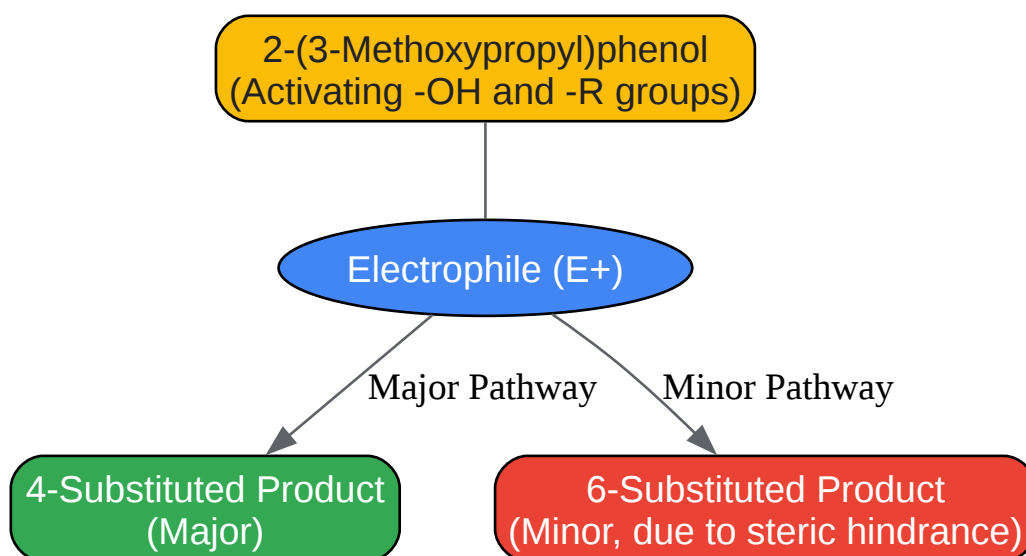 2-(3-Methoxypropyl)phenol
(Activating -OH and -R groups)
Electrophile (E+)
Major Pathway
Minor Pathway
4-Substituted Product
(Major)
6-Substituted Product
(Minor, due to steric hindrance)